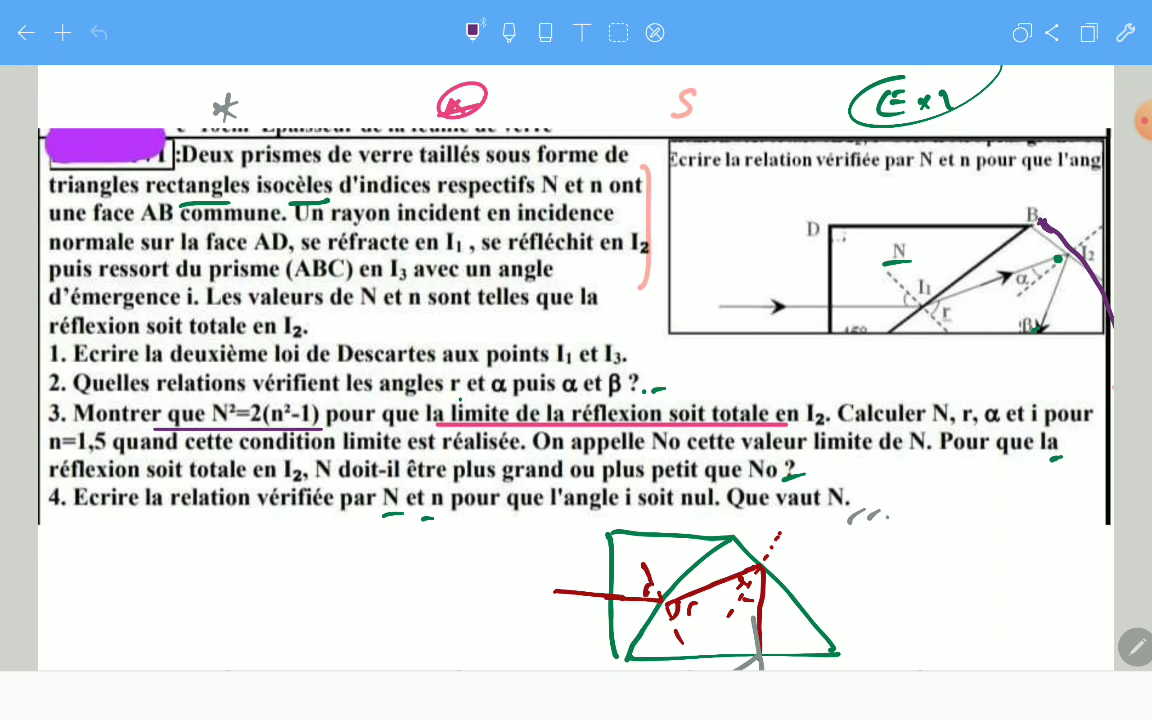 * S Ex1
:Deux prismes de verre taillés sous forme de
triangles rectangles isocèles d'indices respectifs N et n ont
une face AB commune. Un rayon incident en incidence
normale sur la face AD, se réfracte en I₁ , se réfléchit en I₂
puis ressort du prisme (ABC) en I₃ avec un angle
d'émergence i. Les valeurs de N et n sont telles que la
réflexion soit totale en I₂.
1. Ecrire la deuxième loi de Descartes aux points I₁ et I₃.
2. Quelles relations vérifient les angles r et α puis α et β ?
3. Montrer que N²=2(n²-1) pour que la limite de la réflexion soit totale en I₂. Calculer N, r, α et i pour
n=1,5 quand cette condition limite est réalisée. On appelle No cette valeur limite de N. Pour que la
réflexion soit totale en I₂, N doit-il être plus grand ou plus petit que No ?
4. Ecrire la relation vérifiée par N et n pour que l'angle i soit nul. Que vaut N.
Ecrire la relation vérifiée par N et n pour que l'ang
D
B
N
I₂
I₁
α
r
β
r